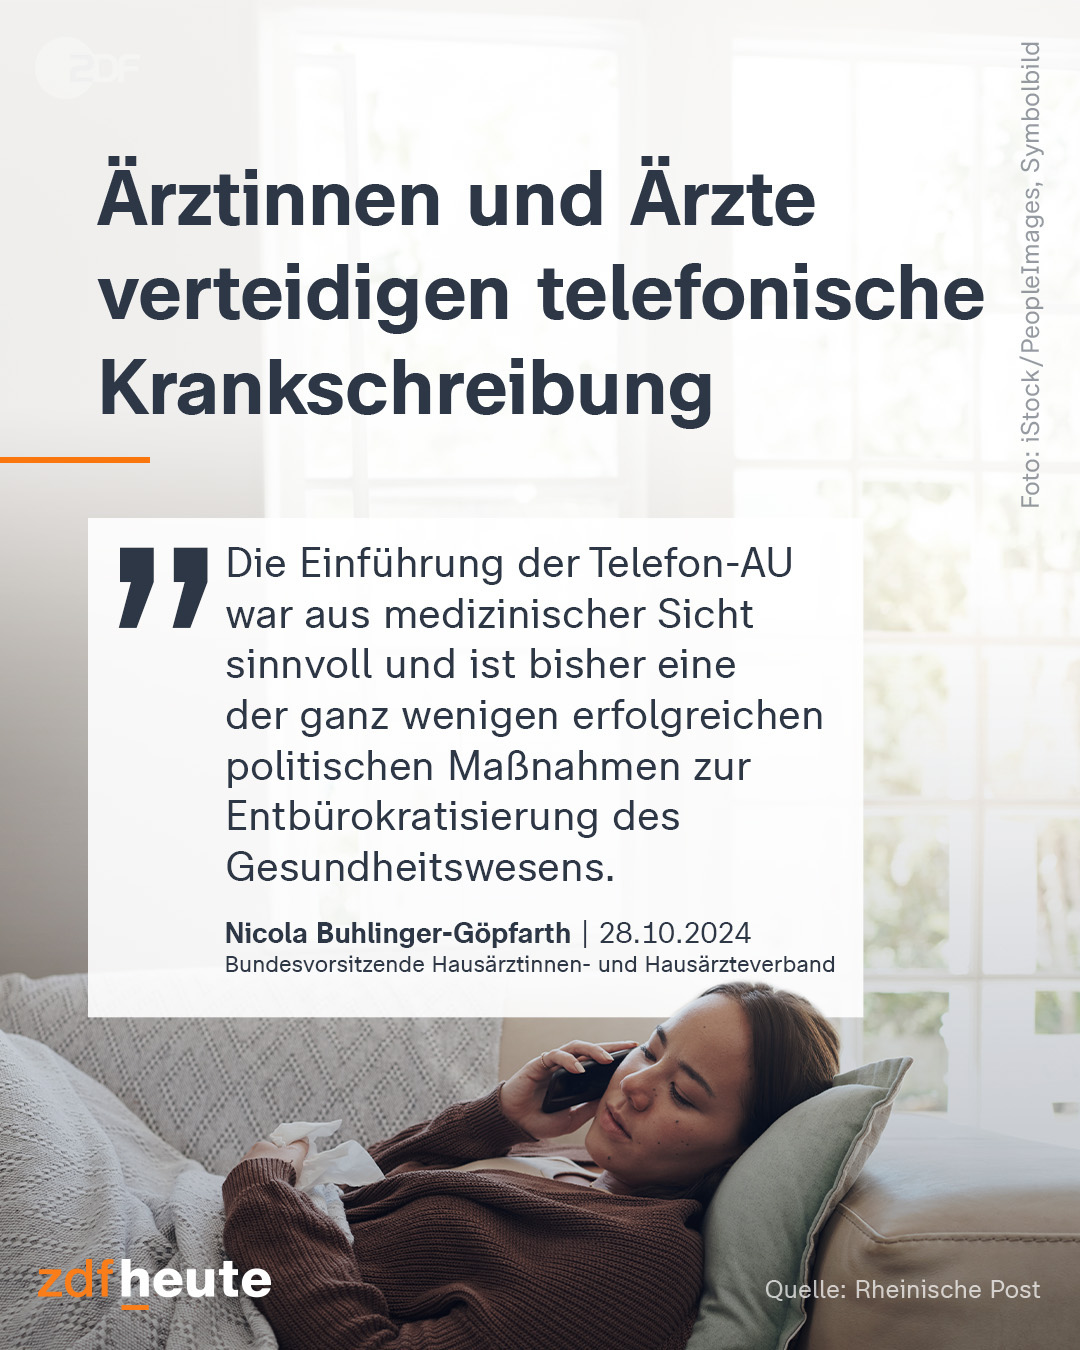 ZDF
Foto: iStock/PeopleImages, Symbolbild
Ärztinnen und Ärzte
verteidigen telefonische
Krankschreibung
” Die Einführung der Telefon-AU
war aus medizinischer Sicht
sinnvoll und ist bisher eine
der ganz wenigen erfolgreichen
politischen Maßnahmen zur
Entbürokratisierung des
Gesundheitswesens.
Nicola Buhlinger-Göpfarth | 28.10.2024
Bundesvorsitzende Hausärztinnen- und Hausärzteverband
zdfheute
Quelle: Rheinische Post